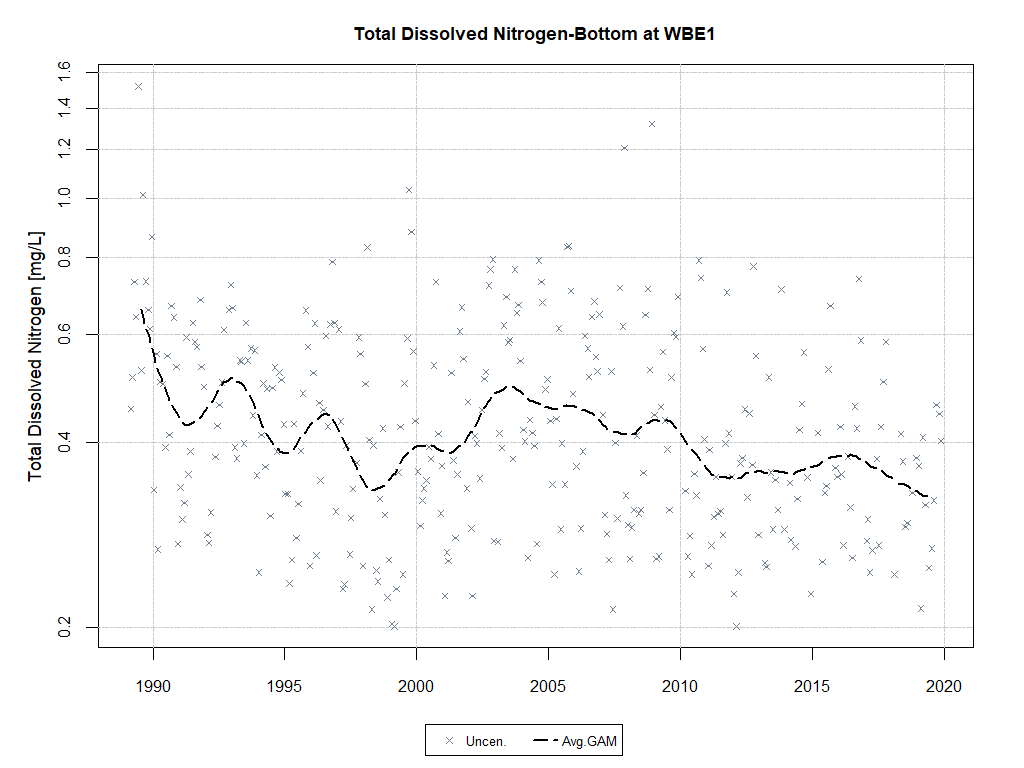 Total Dissolved Nitrogen-Bottom at WBE1
Total Dissolved Nitrogen [mg/L]
1.6
1.4
1.2
1.0
0.8
0.6
0.4
0.2
1990 1995 2000 2005 2010 2015 2020
Uncen. Avg.GAM